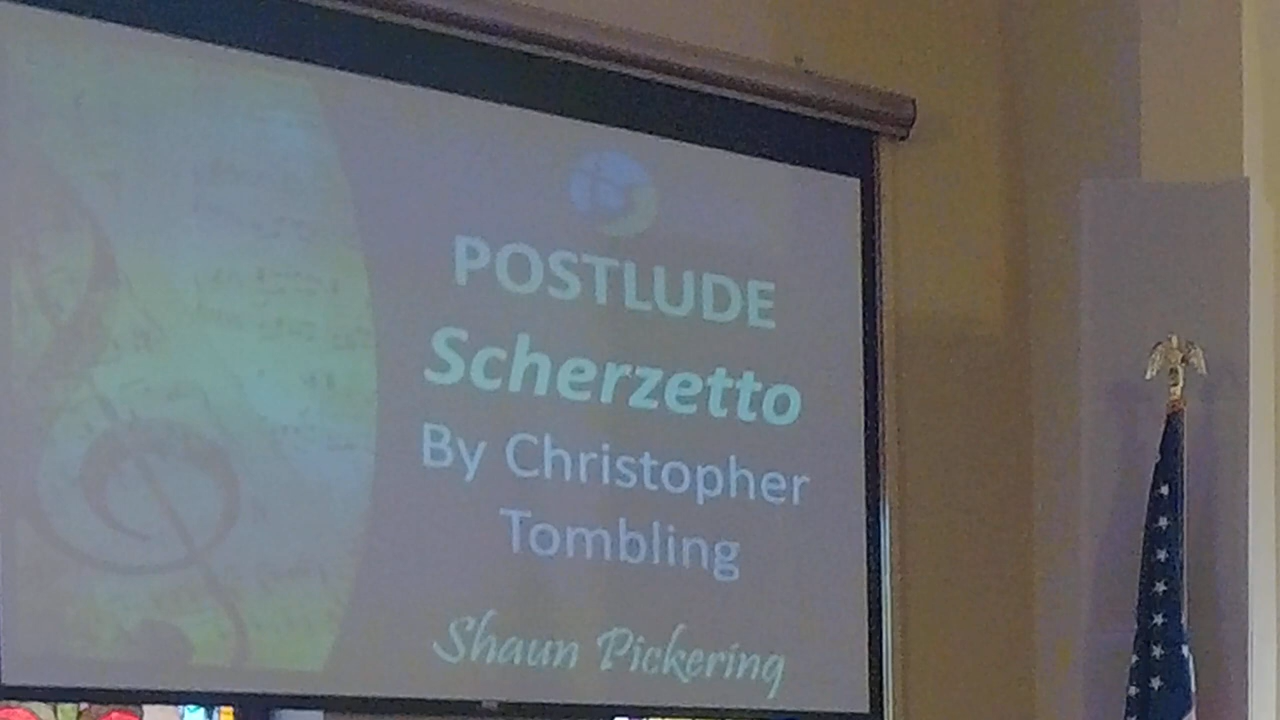 POSTLUDE
Scherzetto
By Christopher
Tombling
Shaun Pickering